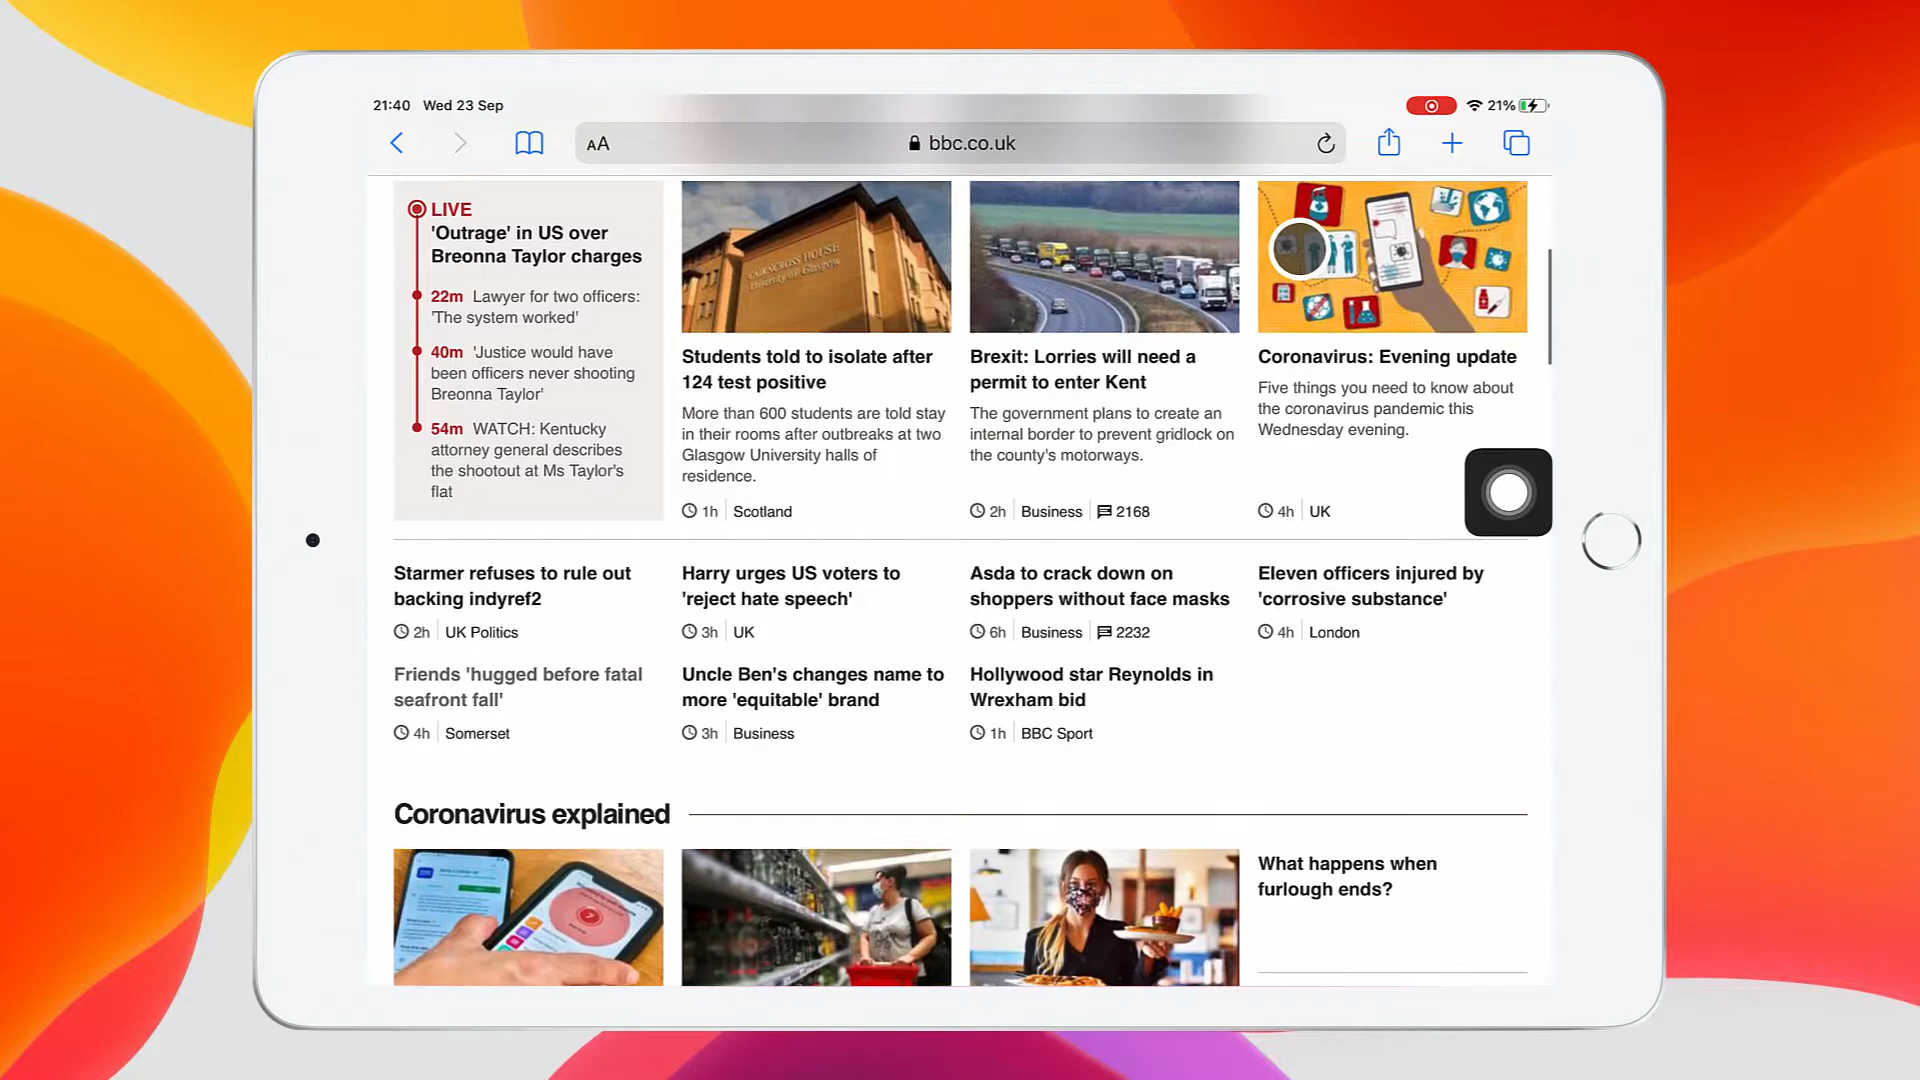 21:40 Wed 23 Sep
21%
AA
bbc.co.uk
LIVE
'Outrage' in US over
Breonna Taylor charges
22m Lawyer for two officers:
'The system worked'
40m 'Justice would have
been officers never shooting
Breonna Taylor'
54m WATCH: Kentucky
attorney general describes
the shootout at Ms Taylor's
flat
CAIRNCROSS HOUSE
University of Glasgow
Students told to isolate after
124 test positive
More than 600 students are told stay
in their rooms after outbreaks at two
Glasgow University halls of
residence.
1h Scotland
Brexit: Lorries will need a
permit to enter Kent
The government plans to create an
internal border to prevent gridlock on
the county's motorways.
2h Business 2168
Coronavirus: Evening update
Five things you need to know about
the coronavirus pandemic this
Wednesday evening.
4h UK
Starmer refuses to rule out
backing indyref2
2h UK Politics
Harry urges US voters to
'reject hate speech'
3h UK
Asda to crack down on
shoppers without face masks
6h Business 2232
Eleven officers injured by
'corrosive substance'
4h London
Friends 'hugged before fatal
seafront fall'
4h Somerset
Uncle Ben's changes name to
more 'equitable' brand
3h Business
Hollywood star Reynolds in
Wrexham bid
1h BBC Sport
Coronavirus explained
What happens when
furlough ends?